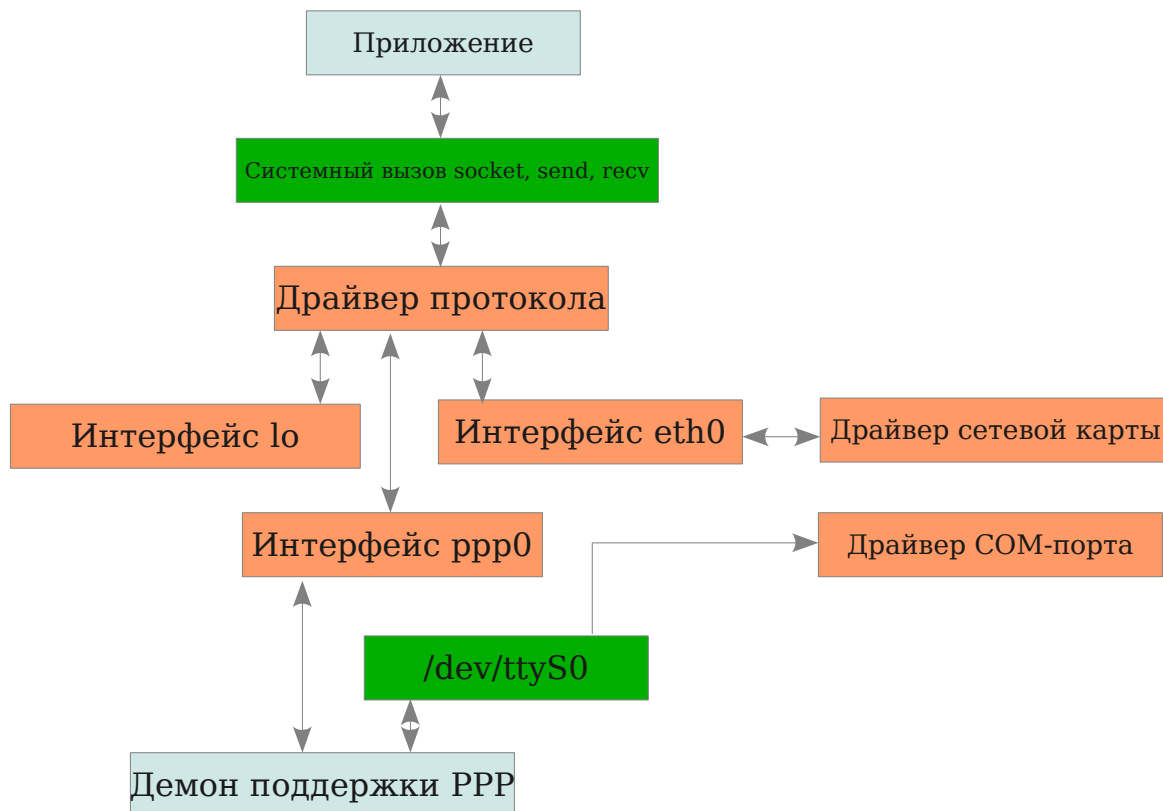 Приложение
Системный вызов socket, send, recv
Драйвер протокола
Интерфейс lo
Интерфейс eth0
Драйвер сетевой карты
Интерфейс ppp0
Драйвер COM-порта
/dev/ttyS0
Демон поддержки PPP